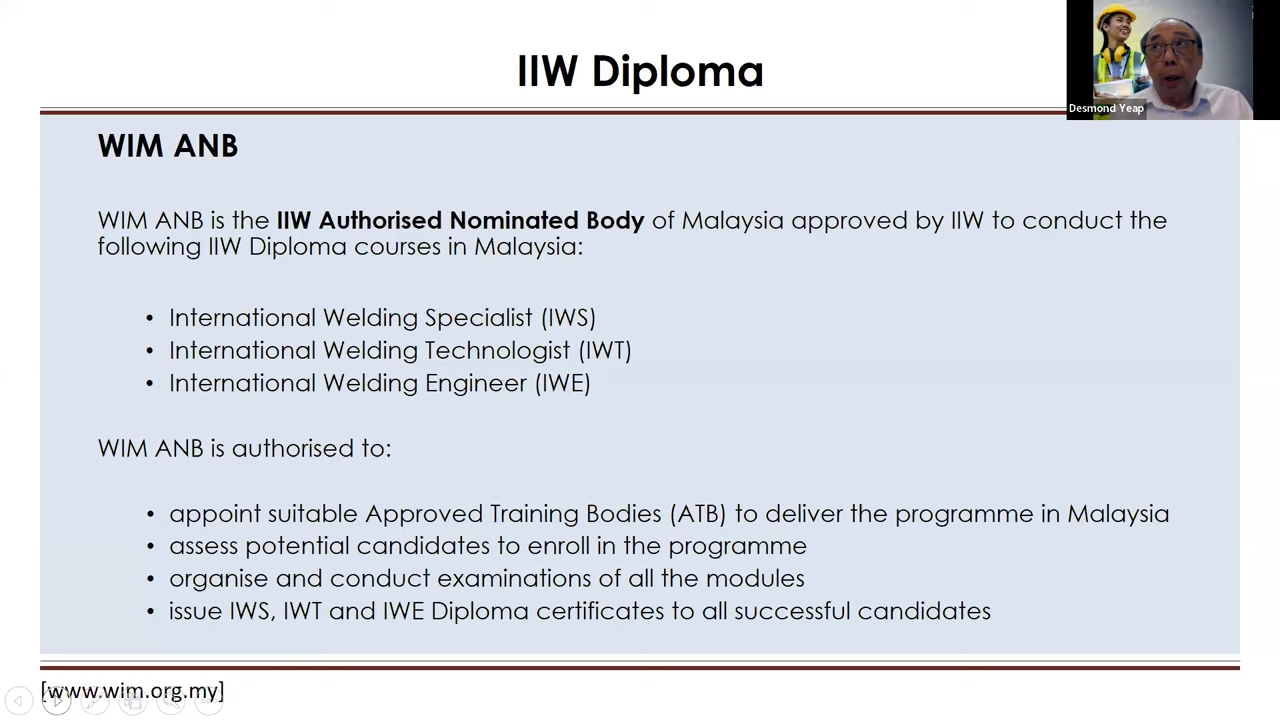 IIW Diploma
Desmond Yeap
WIM ANB
WIM ANB is the IIW Authorised Nominated Body of Malaysia approved by IIW to conduct the
following IIW Diploma courses in Malaysia:
• International Welding Specialist (IWS)
• International Welding Technologist (IWT)
• International Welding Engineer (IWE)
WIM ANB is authorised to:
• appoint suitable Approved Training Bodies (ATB) to deliver the programme in Malaysia
• assess potential candidates to enroll in the programme
• organise and conduct examinations of all the modules
• issue IWS, IWT and IWE Diploma certificates to all successful candidates
[www.wim.org.my]